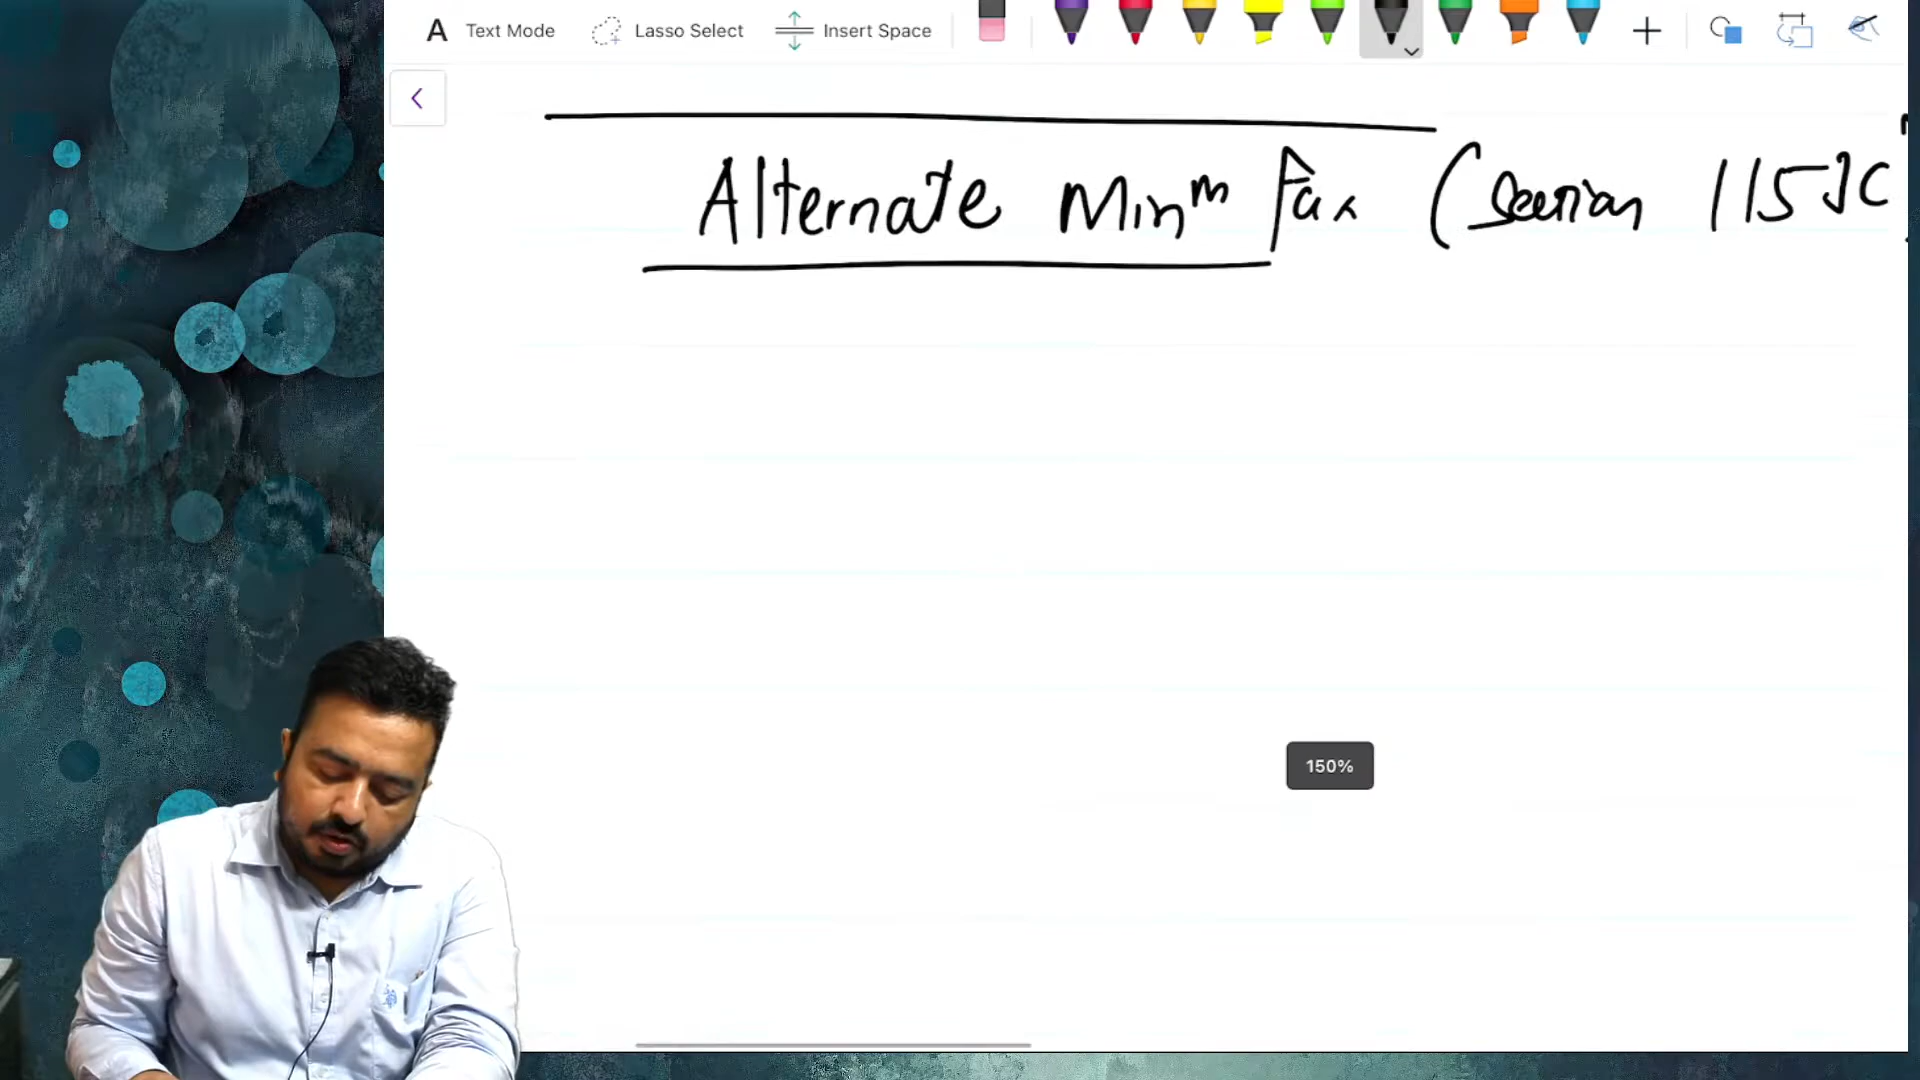 A Text Mode Lasso Select Insert Space
Alternate Minm Tax (Section 115JC
150%